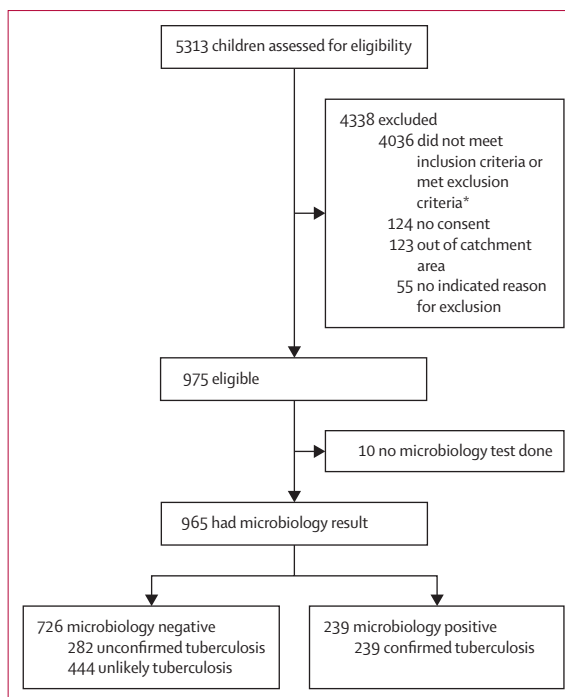 5313 children assessed for eligibility
4338 excluded
4036 did not meet
inclusion criteria or
met exclusion
criteria*
124 no consent
123 out of catchment
area
55 no indicated reason
for exclusion
975 eligible
10 no microbiology test done
965 had microbiology result
726 microbiology negative
282 unconfirmed tuberculosis
444 unlikely tuberculosis
239 microbiology positive
239 confirmed tuberculosis